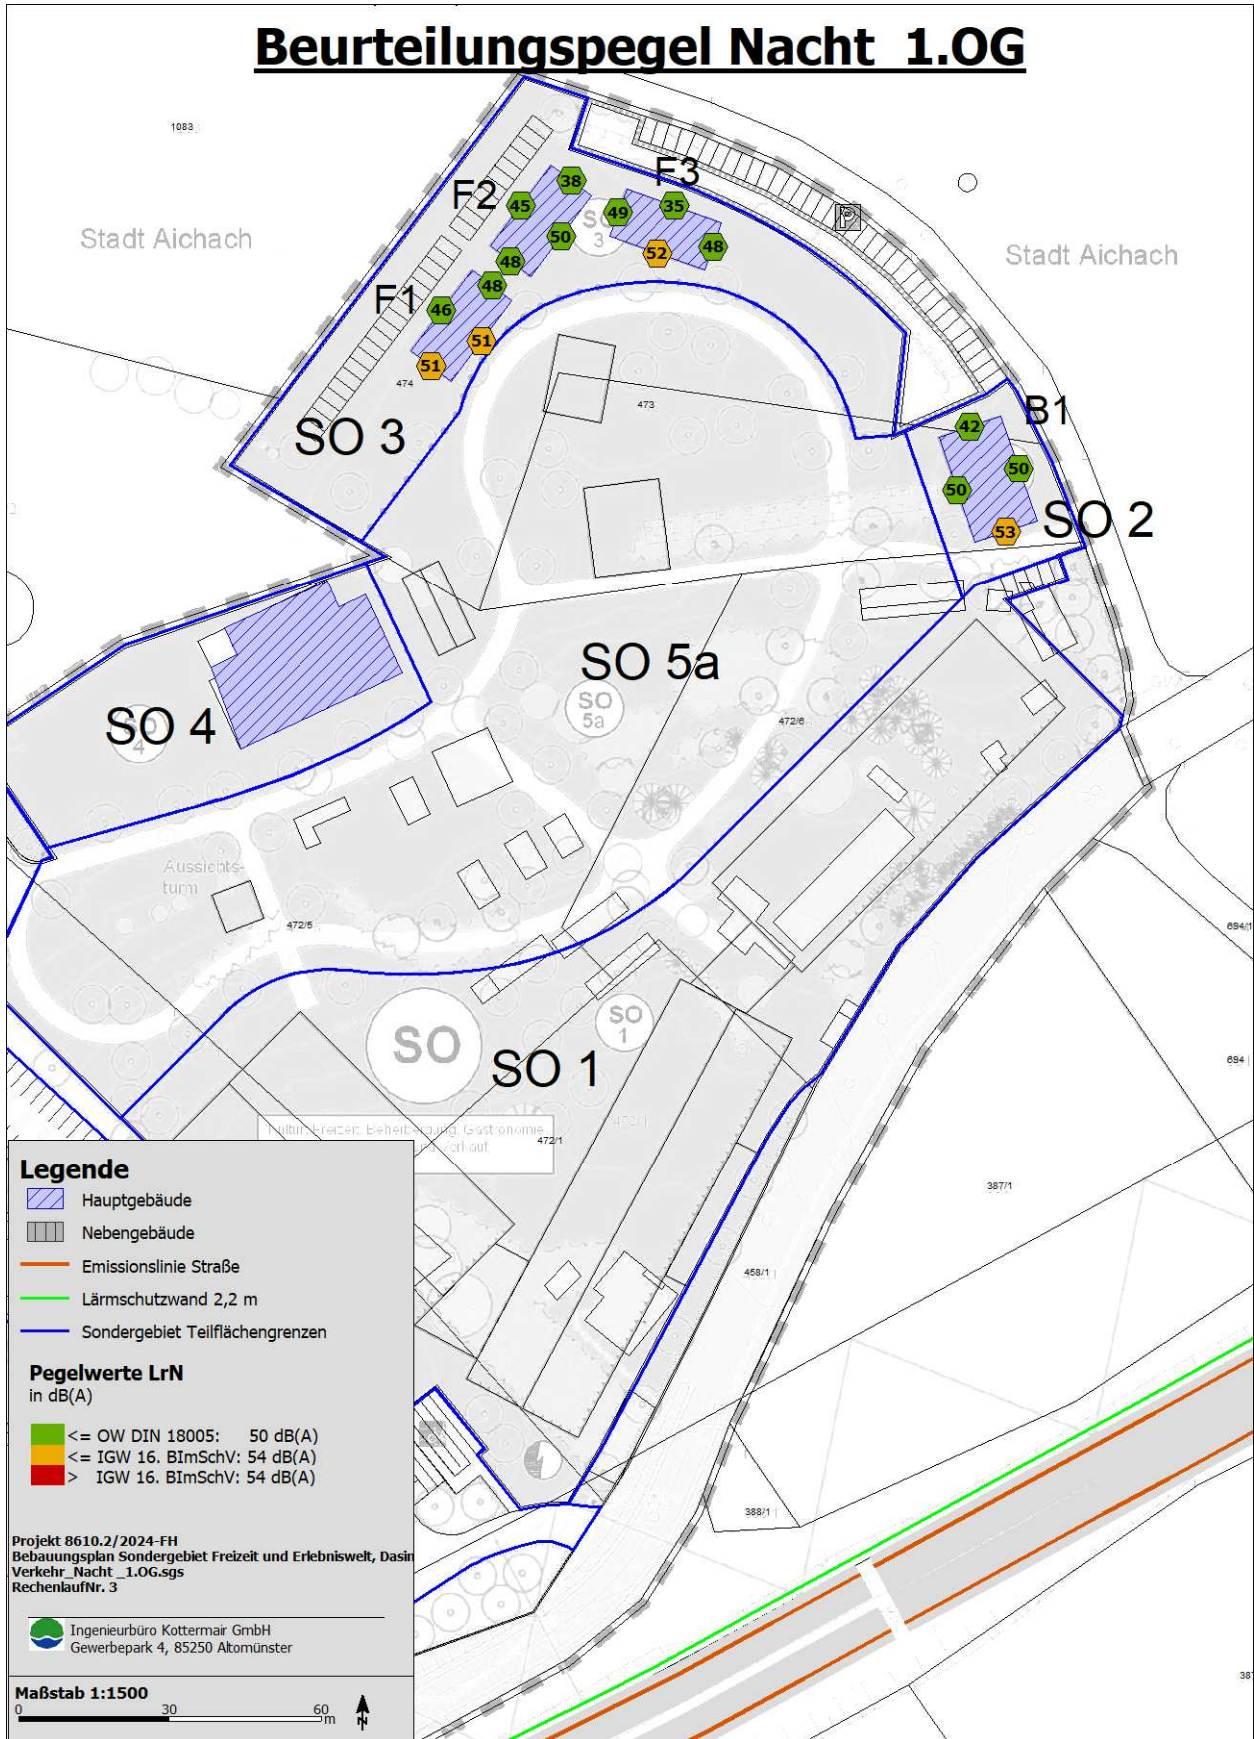 Beurteilungspegel Nacht 1.OG
1083
F3
F2
38
45
49
35
SO
3
50
48
Stadt Aichach
Stadt Aichach
48
52
48
F1
46
51
51
474
473
SO 3
B1
42
50
50
SO 2
53
SO 5a
SO
5a
472/6
SO 4
Aussichts-
turm
472/5
694/1
SO
SO
1
SO 1
694
472/1
472/1
387/1
458/1
388/1
387
Legende
Hauptgebäude
Nebengebäude
Emissionslinie Straße
Lärmschutzwand 2,2 m
Sondergebiet Teilflächengrenzen
Pegelwerte LrN
in dB(A)
<= OW DIN 18005: 50 dB(A)
<= IGW 16. BImSchV: 54 dB(A)
> IGW 16. BImSchV: 54 dB(A)
Projekt 8610.2/2024-FH
Bebauungsplan Sondergebiet Freizeit und Erlebniswelt, Dasin
Verkehr_Nacht _1.OG.sgs
RechenlaufNr. 3
Ingenieurbüro Kottermair GmbH
Gewerbepark 4, 85250 Altomünster
Maßstab 1:1500
0 30 60
m
N